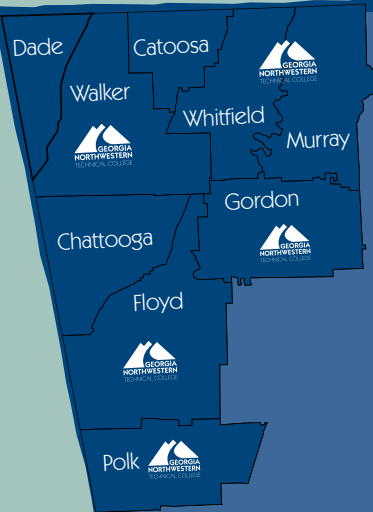 Dade
Catoosa
GEORGIA
NORTHWESTERN
TECHNICAL COLLEGE
Walker
Whitfield
GEORGIA
NORTHWESTERN
TECHNICAL COLLEGE
Murray
Gordon
GEORGIA
NORTHWESTERN
TECHNICAL COLLEGE
Chattooga
Floyd
GEORGIA
NORTHWESTERN
TECHNICAL COLLEGE
Polk
GEORGIA
NORTHWESTERN
TECHNICAL COLLEGE